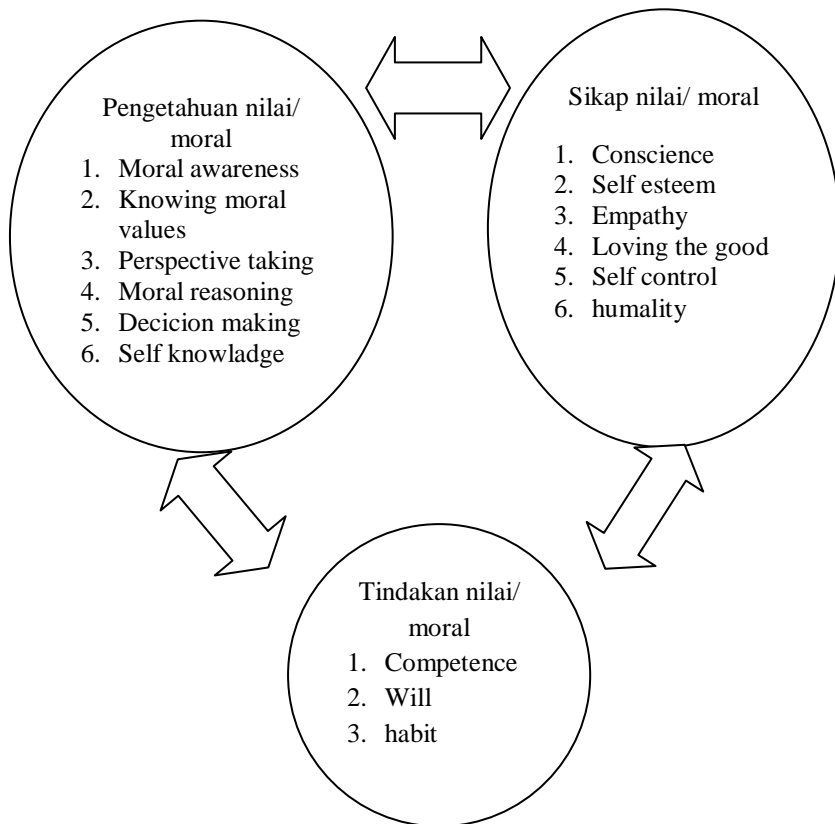 Pengetahuan nilai/
moral
1. Moral awareness
2. Knowing moral
values
3. Perspective taking
4. Moral reasoning
5. Decicion making
6. Self knowladge
Sikap nilai/ moral
1. Conscience
2. Self esteem
3. Empathy
4. Loving the good
5. Self control
6. humality
Tindakan nilai/
moral
1. Competence
2. Will
3. habit